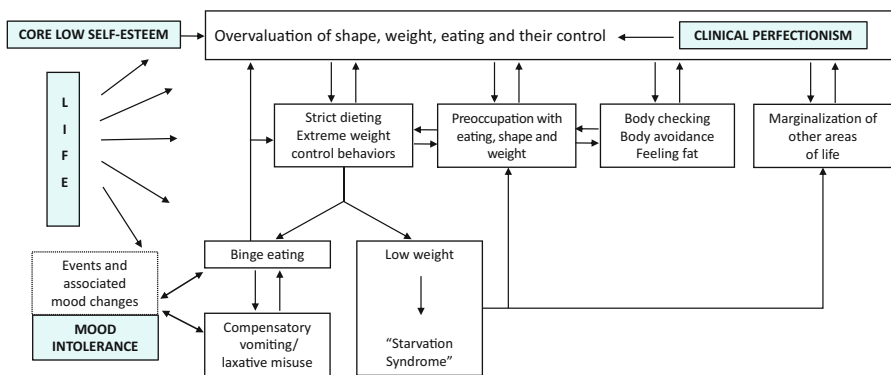 CORE LOW SELF-ESTEEM
Overvaluation of shape, weight, eating and their control
CLINICAL PERFECTIONISM
L
I
F
E
Strict dieting
Extreme weight
control behaviors
Preoccupation with
eating, shape and
weight
Body checking
Body avoidance
Feeling fat
Marginalization of
other areas
of life
Events and
associated
mood changes
MOOD
INTOLERANCE
Binge eating
Compensatory
vomiting/
laxative misuse
Low weight
“Starvation
Syndrome”